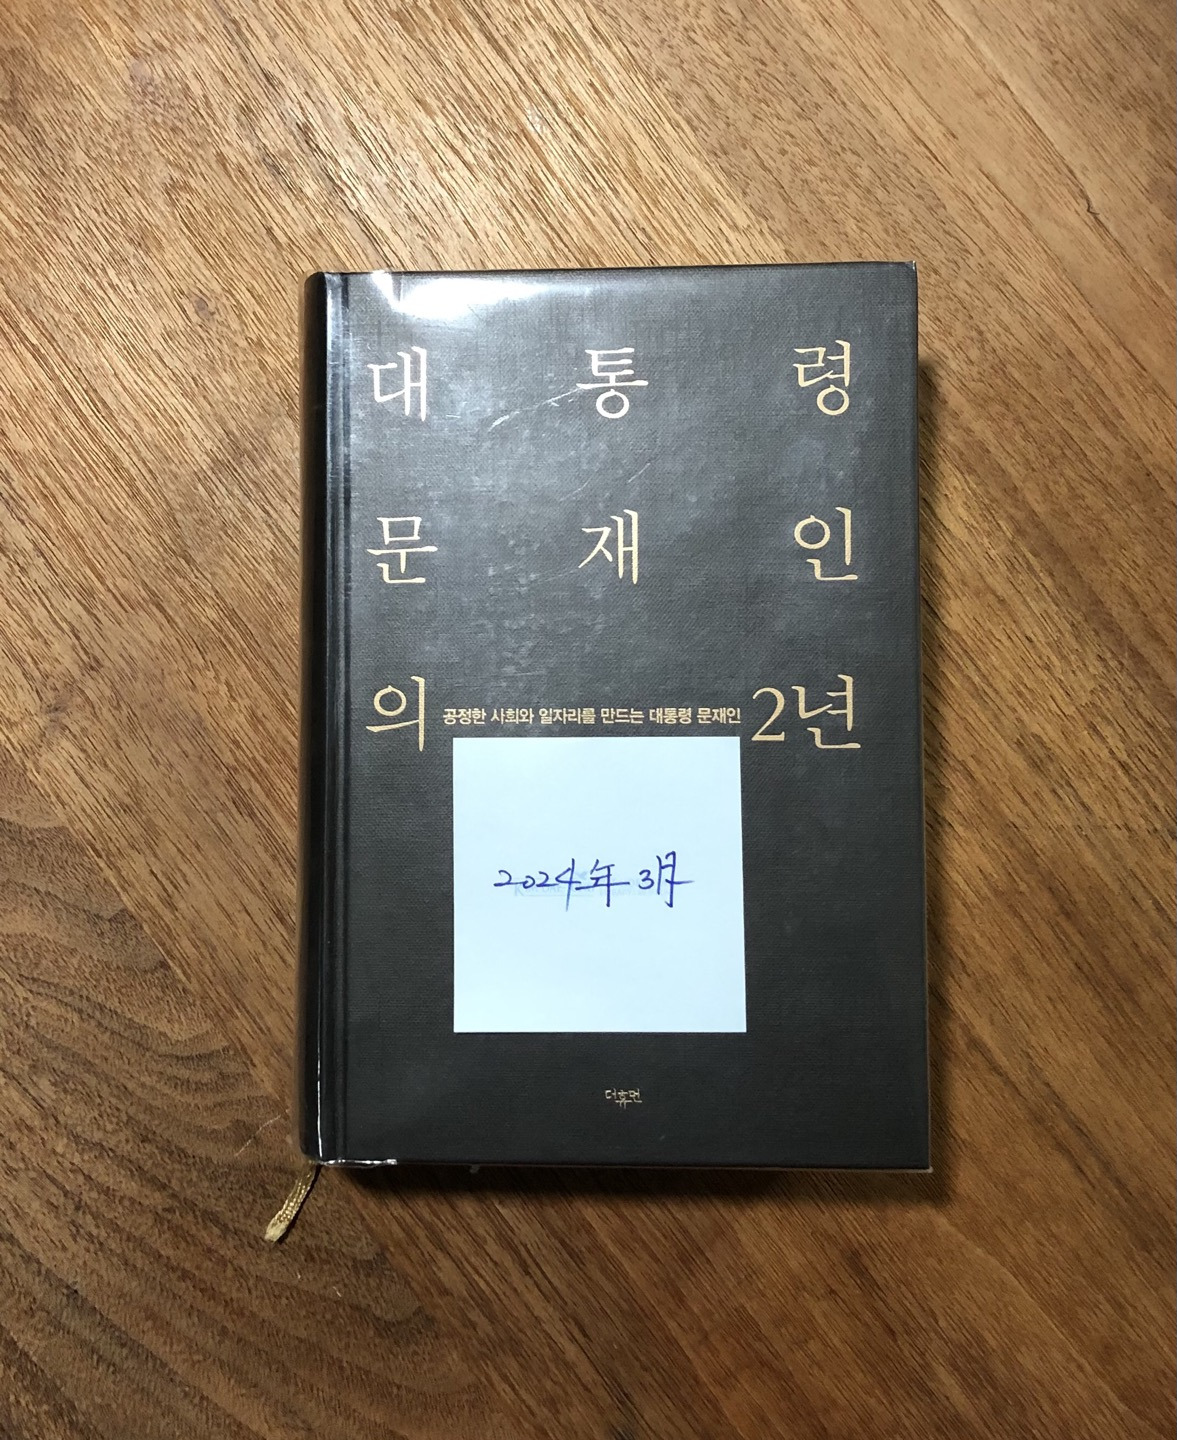 대통령
문재인
의 공정한 사회와 일자리를 만드는 대통령 문재인 2년
2024年3月
더휴먼